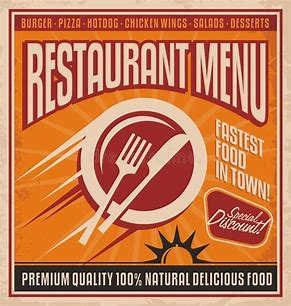 BURGER - PIZZA - HOTDOG - CHICKEN WINGS - SALADS - DESSERTS
RESTAURANT MENU
FASTEST
FOOD
IN TOWN!
Special
Discount!
PREMIUM QUALITY 100% NATURAL DELICIOUS FOOD